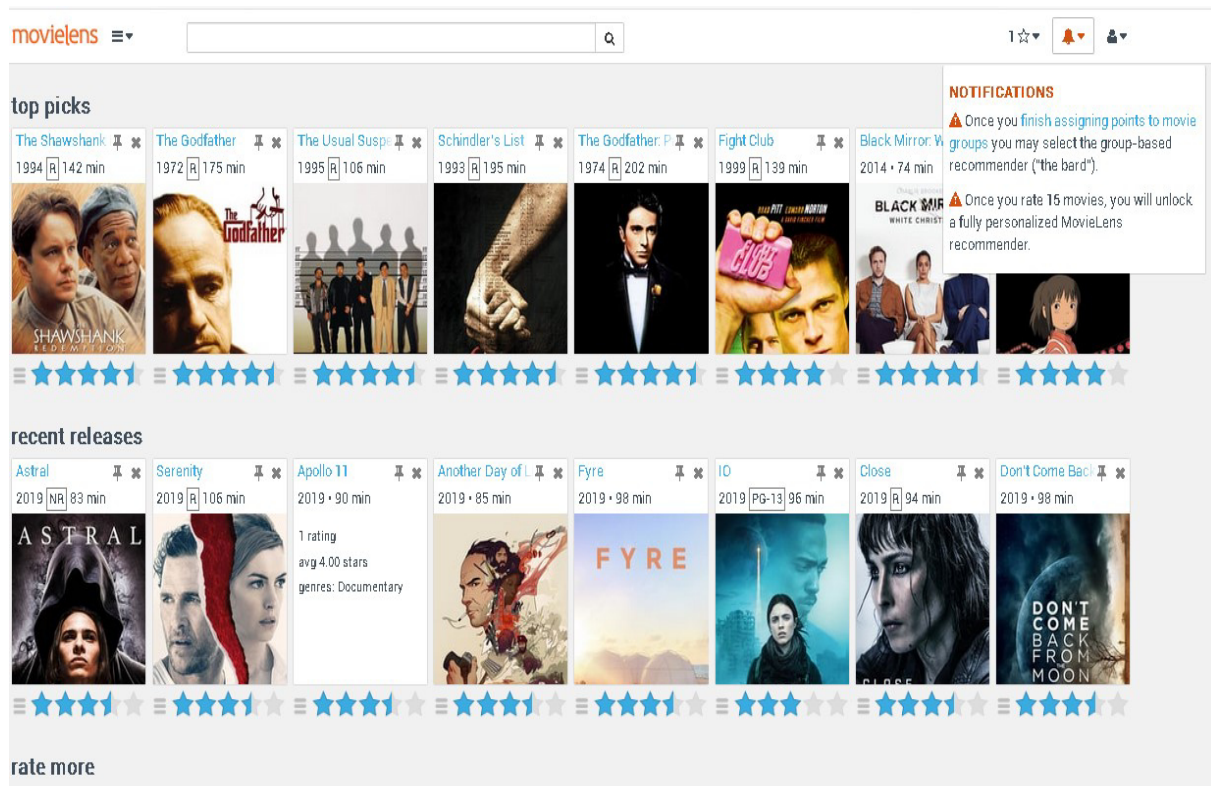 movielens
1
NOTIFICATIONS
Once you finish assigning points to movie
groups you may select the group-based
recommender ("the bard").
Once you rate 15 movies, you will unlock
a fully personalized MovieLens
recommender.
top picks
The Shawshank
1994 R 142 min
SHAWSHANK
REDEMPTION
The Godfather
1972 R 175 min
The
Godfather
The Usual Suspe
1995 R 106 min
Schindler's List
1993 R 195 min
The Godfather: P
1974 R 202 min
Fight Club
1999 R 139 min
BRAD PITT EDWARD NORTON
FIGHT
CLUB
Black Mirror: W
2014 • 74 min
BLACK MIR
WHITE CHRIST
recent releases
Astral
2019 NR 83 min
ASTRAL
Serenity
2019 R 106 min
Apollo 11
2019 • 90 min
1 rating
avg 4.00 stars
genres: Documentary
Another Day of L
2019 • 85 min
Fyre
2019 • 98 min
FYRE
IO
2019 PG-13 96 min
Close
2019 R 94 min
CLOSE
Don't Come Back
2019 • 98 min
DON'T
COME
BACK
FROM
THE
MOON
rate more